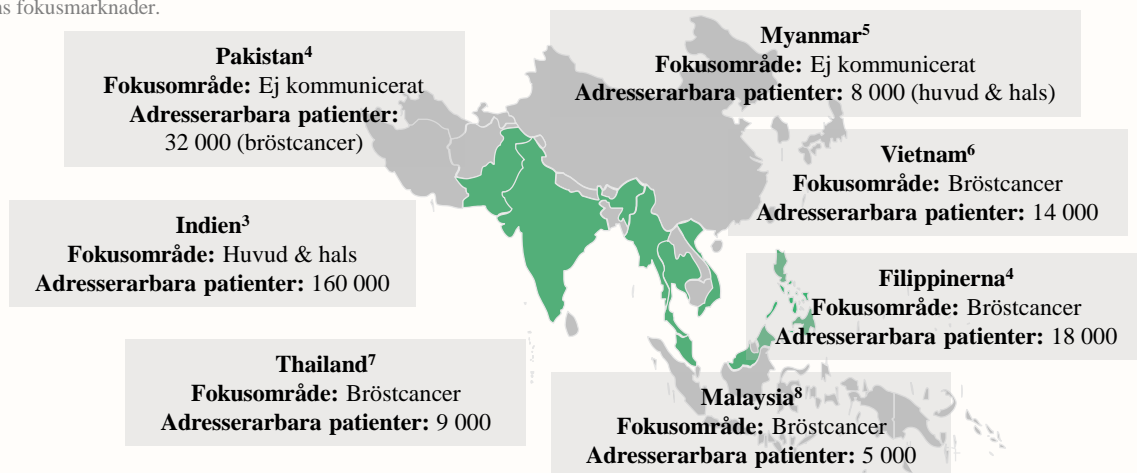 fokusmarknader.
Pakistan⁴
Fokusområde: Ej kommunicerat
Adresserarbara patienter:
32 000 (bröstcancer)
Myanmar⁵
Fokusområde: Ej kommunicerat
Adresserarbara patienter: 8 000 (huvud & hals)
Vietnam⁶
Fokusområde: Bröstcancer
Adresserarbara patienter: 14 000
Indien³
Fokusområde: Huvud & hals
Adresserarbara patienter: 160 000
Filippinerna⁴
Fokusområde: Bröstcancer
Adresserarbara patienter: 18 000
Thailand⁷
Fokusområde: Bröstcancer
Adresserarbara patienter: 9 000
Malaysia⁸
Fokusområde: Bröstcancer
Adresserarbara patienter: 5 000